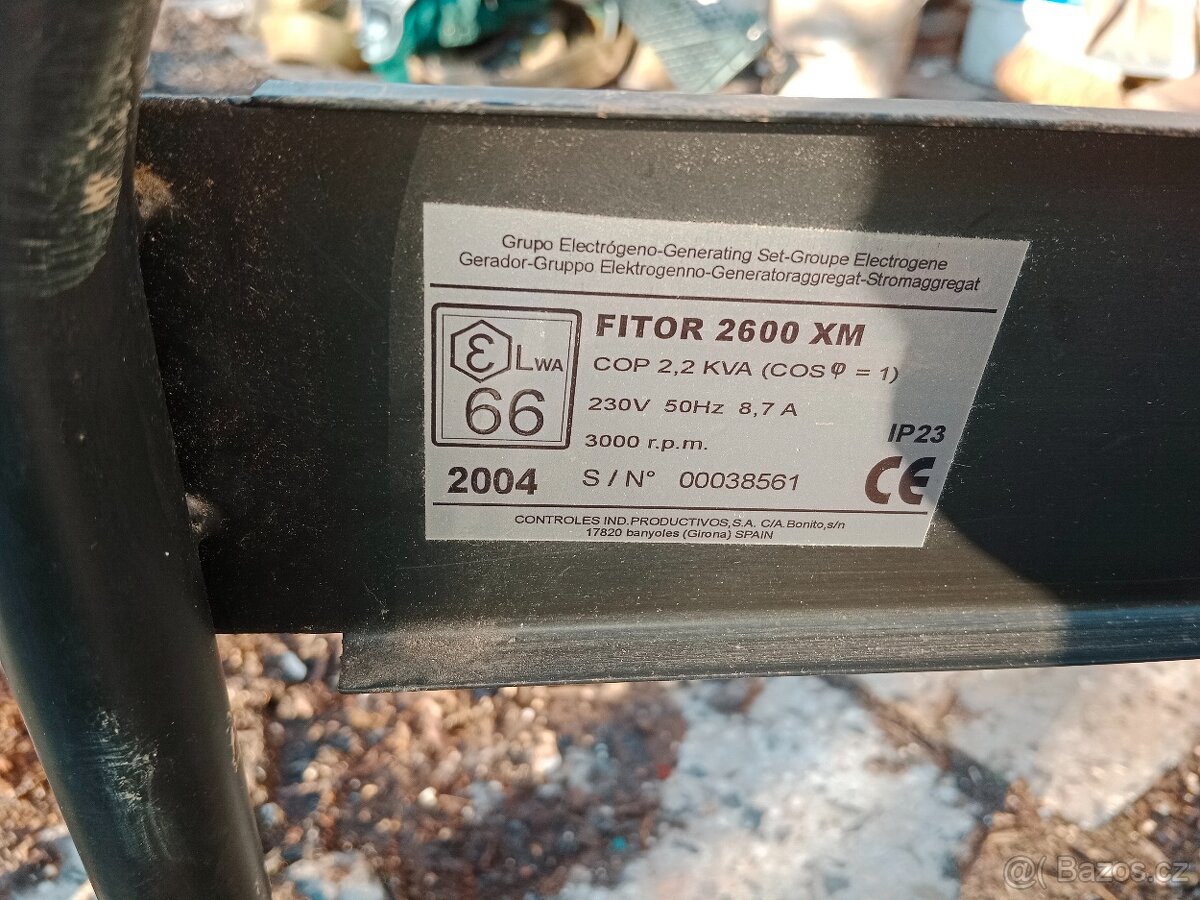 Grupo Electrógeno-Generating Set-Groupe Electrogene
Gerador-Gruppo Elektrogenno-Generatoraggregat-Stromaggregat
FITOR 2600 XM
COP 2,2 KVA (COS φ = 1)
ε LWA
66
230V 50Hz 8,7 A
3000 r.p.m.
IP23
2004 S / N° 00038561
CE
CONTROLES IND.PRODUCTIVOS,S.A. C/A.Bonito,s/n
17820 banyoles (Girona) SPAIN
Bazos.cz